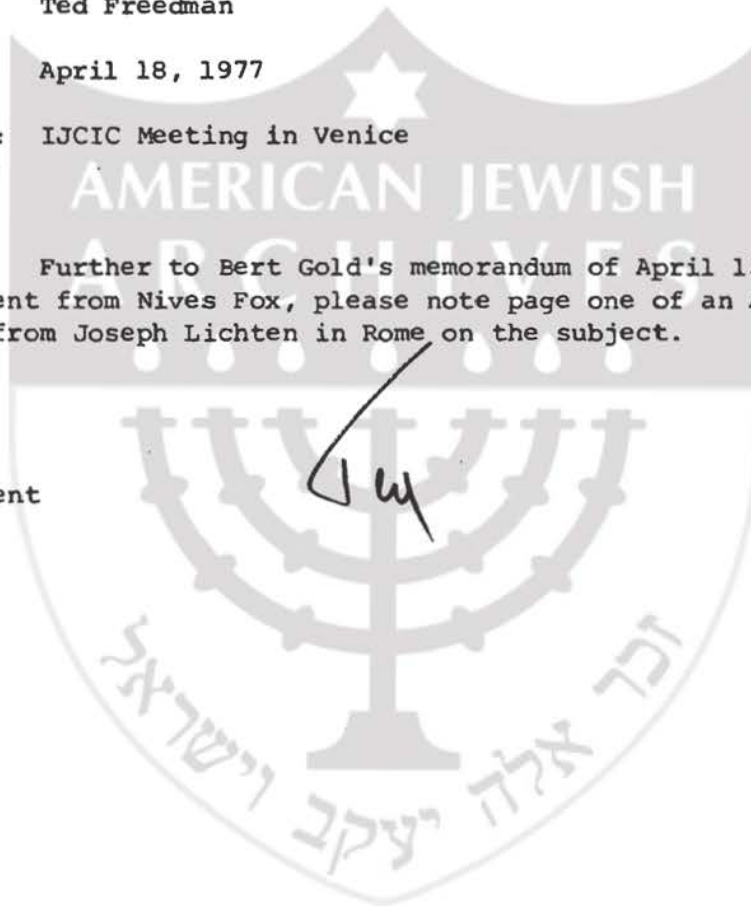 Ted Freedman
April 18, 1977
: IJCIC Meeting in Venice
AMERICAN JEWISH
ARCHIVES
Further to Bert Gold's memorandum of April 1
ent from Nives Fox, please note page one of an
from Joseph Lichten in Rome on the subject.
Ted
ent
זכר אלה יעקב וישראל